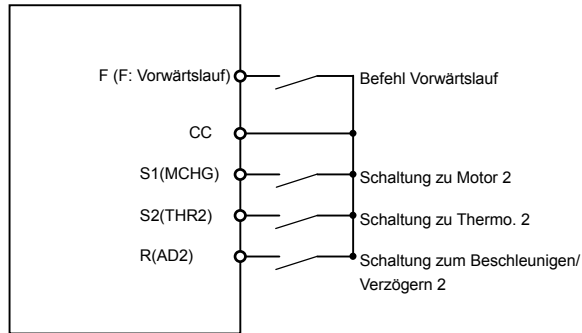 F (F: Vorwärtslauf)
Befehl Vorwärtslauf
CC
S1(MCHG)
Schaltung zu Motor 2
S2(THR2)
Schaltung zu Thermo. 2
R(AD2)
Schaltung zum Beschleunigen/
Verzögern 2